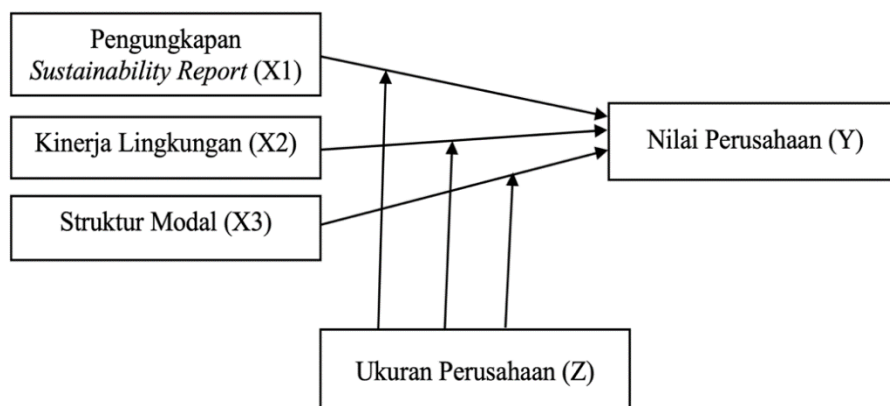 Pengungkapan
Sustainability Report (X1)
Kinerja Lingkungan (X2)
Nilai Perusahaan (Y)
Struktur Modal (X3)
Ukuran Perusahaan (Z)